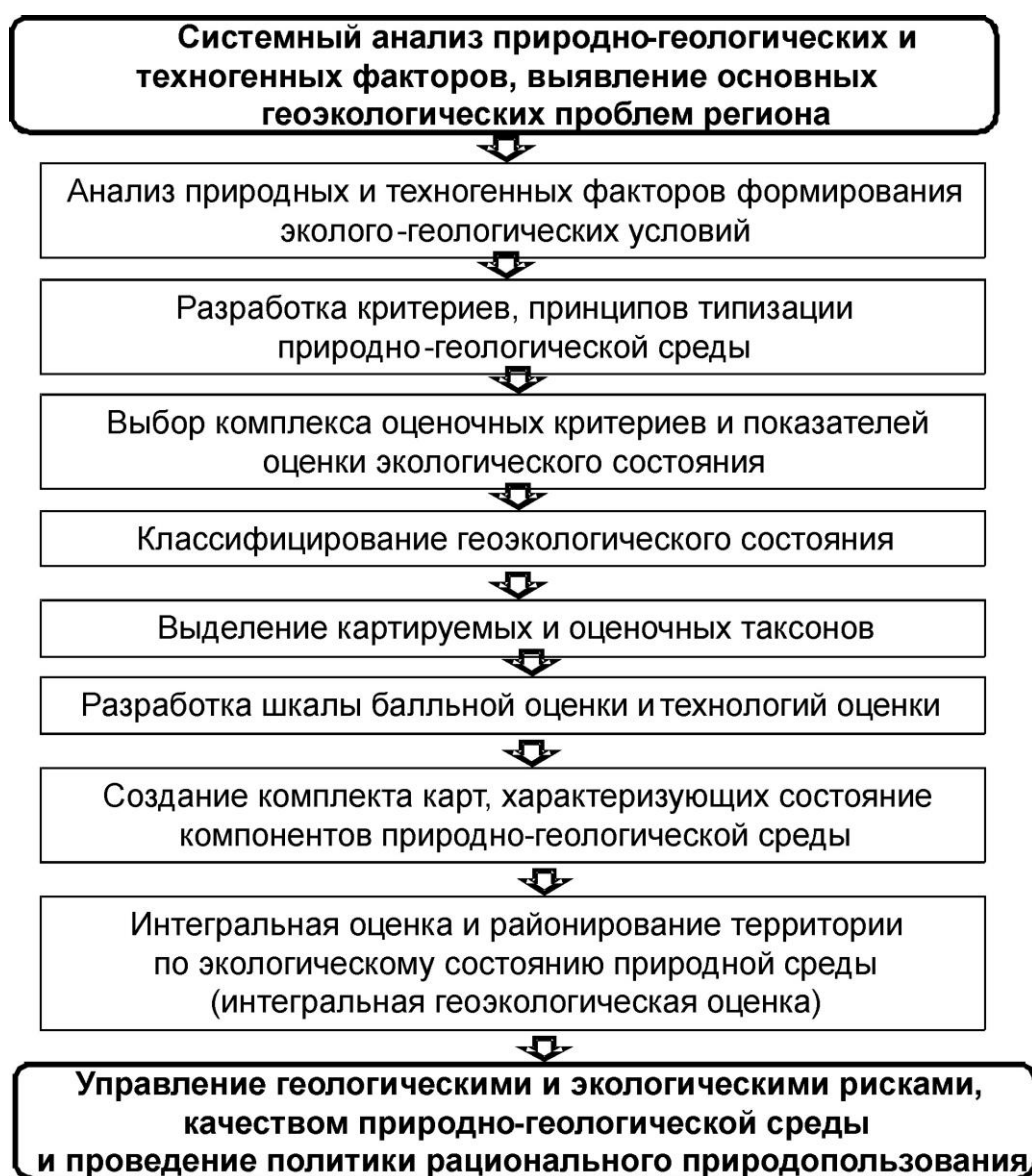 Системный анализ природно-геологических и
техногенных факторов, выявление основных
геоэкологических проблем региона
Анализ природных и техногенных факторов формирования
эколого-геологических условий
Разработка критериев, принципов типизации
природно-геологической среды
Выбор комплекса оценочных критериев и показателей
оценки экологического состояния
Классифицирование геоэкологического состояния
Выделение картируемых и оценочных таксонов
Разработка шкалы балльной оценки и технологий оценки
Создание комплекта карт, характеризующих состояние
компонентов природно-геологической среды
Интегральная оценка и районирование территории
по экологическому состоянию природной среды
(интегральная геоэкологическая оценка)
Управление геологическими и экологическими рисками,
качеством природно-геологической среды
и проведение политики рационального природопользования